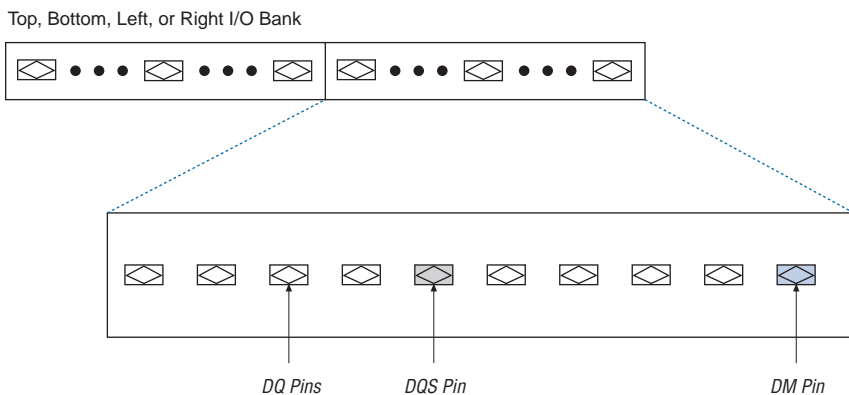 Top, Bottom, Left, or Right I/O Bank
DQ Pins
DQS Pin
DM Pin